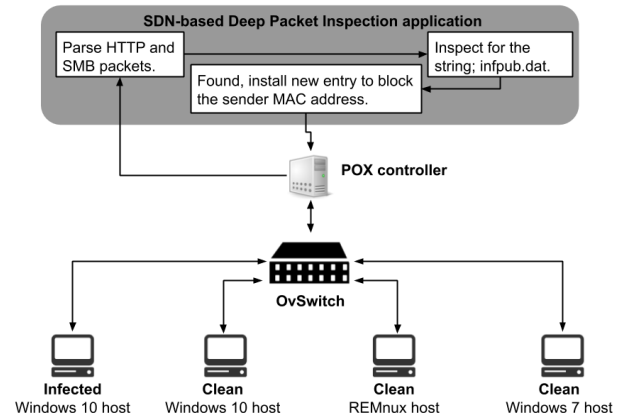 SDN-based Deep Packet Inspection application
Parse HTTP and
SMB packets.
Inspect for the
string; infpub.dat.
Found, install new entry to block
the sender MAC address.
POX controller
OvSwitch
Infected
Windows 10 host
Clean
Windows 10 host
Clean
REMnux host
Clean
Windows 7 host